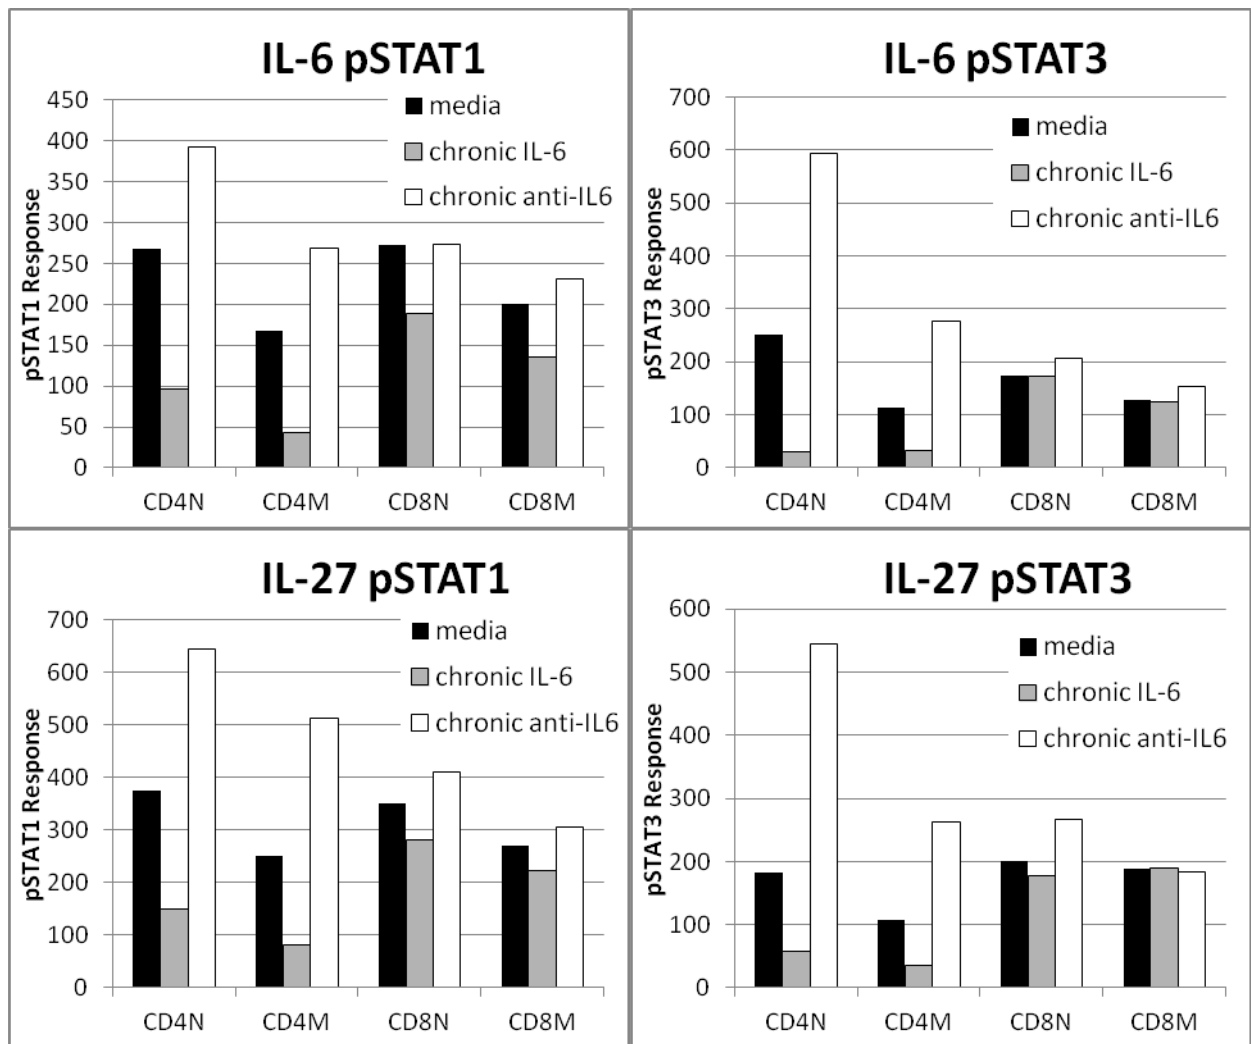 IL-6 pSTAT1
pSTAT1 Response
450
400
350
300
250
200
150
100
50
0
media
chronic IL-6
chronic anti-IL6
CD4N CD4M CD8N CD8M
IL-6 pSTAT3
pSTAT3 Response
700
600
500
400
300
200
100
0
media
chronic IL-6
chronic anti-IL6
CD4N CD4M CD8N CD8M
IL-27 pSTAT1
pSTAT1 Response
700
600
500
400
300
200
100
0
media
chronic IL-6
chronic anti-IL6
CD4N CD4M CD8N CD8M
IL-27 pSTAT3
pSTAT3 Response
600
500
400
300
200
100
0
media
chronic IL-6
chronic anti-IL6
CD4N CD4M CD8N CD8M